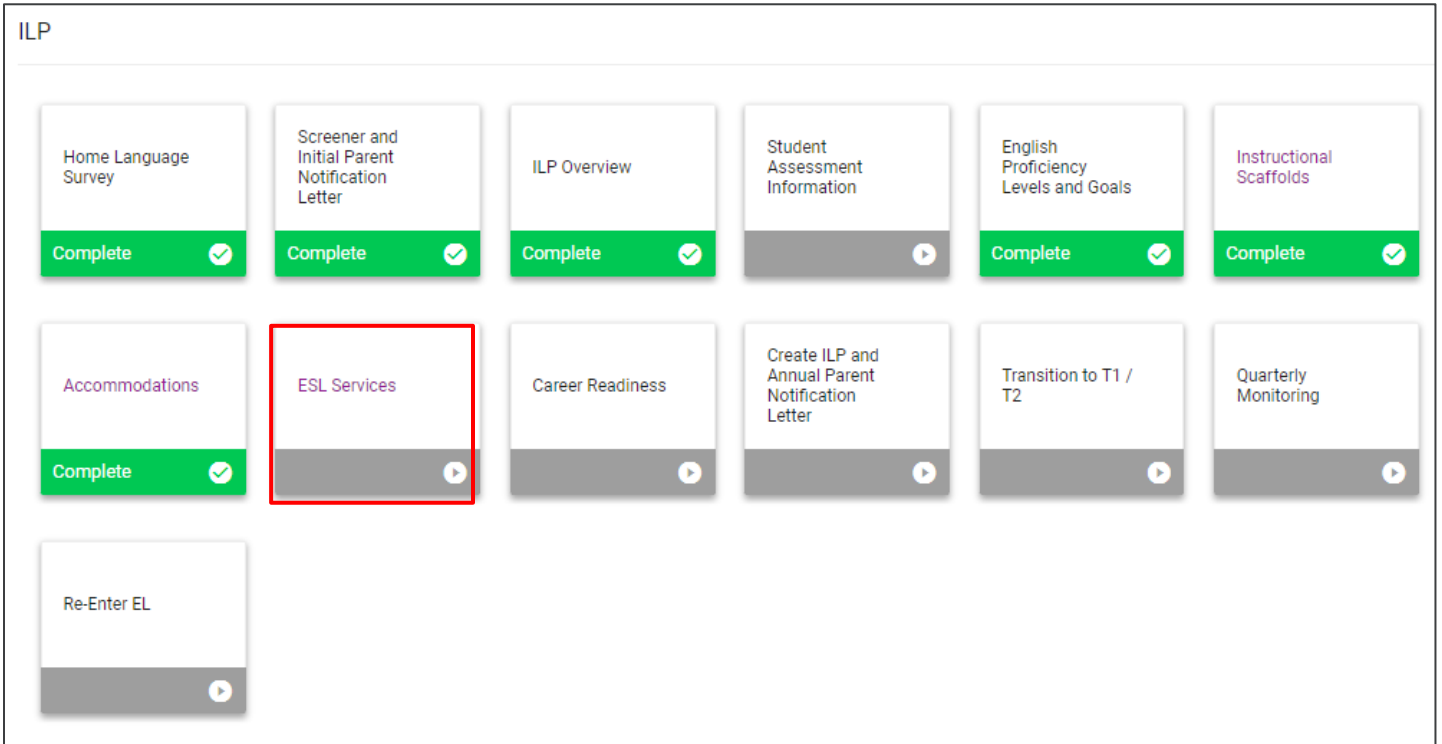 ILP
Home Language
Survey
Complete
Screener and
Initial Parent
Notification
Letter
Complete
ILP Overview
Complete
Student
Assessment
Information
English
Proficiency
Levels and Goals
Complete
Instructional
Scaffolds
Complete
Accommodations
Complete
ESL Services
Career Readiness
Create ILP and
Annual Parent
Notification
Letter
Transition to T1 /
T2
Quarterly
Monitoring
Re-Enter EL